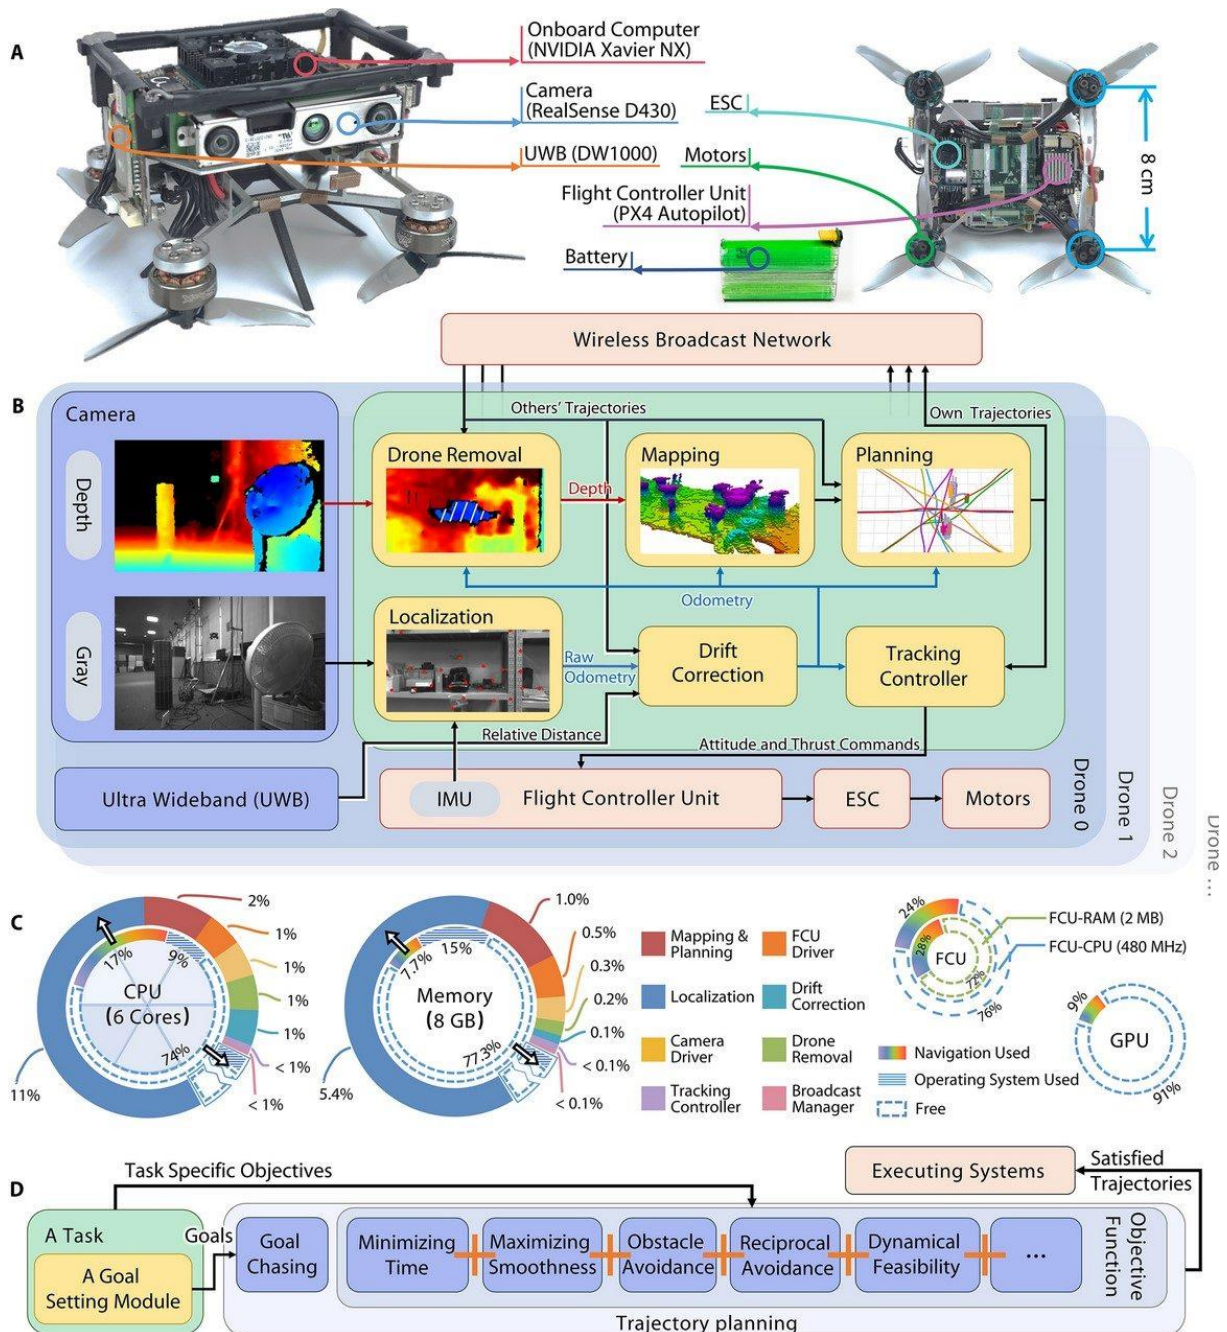 A
Onboard Computer
(NVIDIA Xavier NX)
Camera
(RealSense D430)
UWB (DW1000)
ESC
Motors
Flight Controller Unit
(PX4 Autopilot)
Battery
8 cm
Wireless Broadcast Network
B
Camera
Depth
Gray
Others' Trajectories
Own Trajectories
Drone Removal
Depth
Mapping
Planning
Odometry
Localization
Raw
Odometry
Drift
Correction
Tracking
Controller
Relative Distance
Attitude and Thrust Commands
Ultra Wideband (UWB)
IMU
Flight Controller Unit
ESC
Motors
Drone 0
Drone 1
Drone 2
Drone ...
C
2%
1%
1%
1%
1%
< 1%
< 1%
11%
17%
9%
74%
CPU
(6 Cores)
1.0%
0.5%
0.3%
0.2%
0.1%
< 0.1%
< 0.1%
5.4%
7.7%
15%
77.3%
Memory
(8 GB)
Mapping &
Planning
FCU
Driver
Localization
Drift
Correction
Camera
Driver
Drone
Removal
Tracking
Controller
Broadcast
Manager
24%
28%
FCU
72%
76%
FCU-RAM (2 MB)
FCU-CPU (480 MHz)
9%
GPU
91%
Navigation Used
Operating System Used
Free
D
Task Specific Objectives
Executing Systems
Satisfied
Trajectories
A Task
A Goal
Setting Module
Goals
Goal
Chasing
Minimizing
Time
Maximizing
Smoothness
Obstacle
Avoidance
Reciprocal
Avoidance
Dynamical
Feasibility
...
Objective
Function
Trajectory planning